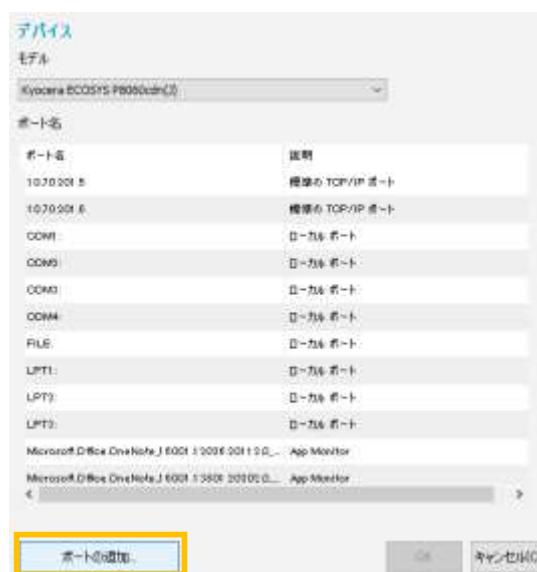 デバイス
モデル
Kyocera ECOSYS P8060cdn(J)
ポート名
ポート名 説明
10.70.201.5 標準の TCP/IP ポート
10.70.201.6 標準の TCP/IP ポート
COM1: ローカル ポート
ローカル ポート
COM3: ローカル ポート
COM4: ローカル ポート
FILE: ローカル ポート
LPT1: ローカル ポート
LPT2: ローカル ポート
LPT3: ローカル ポート
App Monitor
App Monitor
ポートの追加...
OK